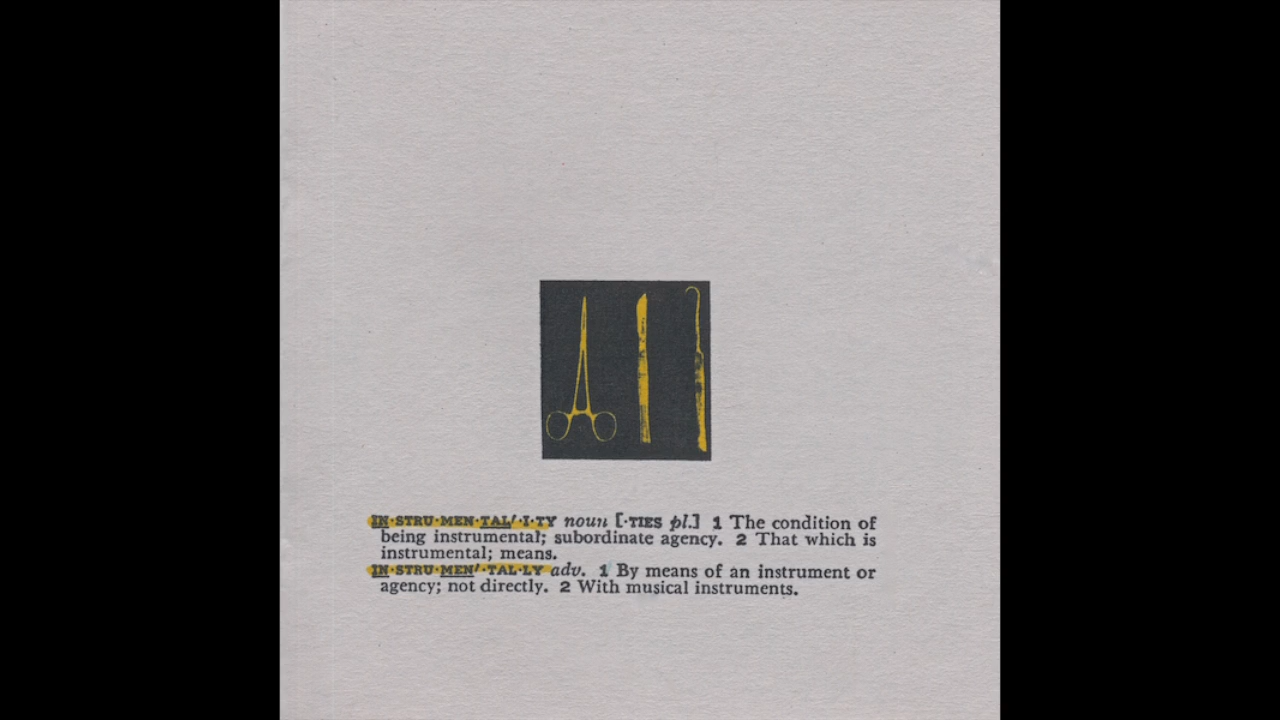 IN·STRU·MEN·TAL′·I·TY noun [·TIES pl.] 1 The condition of
being instrumental; subordinate agency. 2 That which is
instrumental; means.
IN·STRU·MEN′·TAL·LY adv. 1 By means of an instrument or
agency; not directly. 2 With musical instruments.